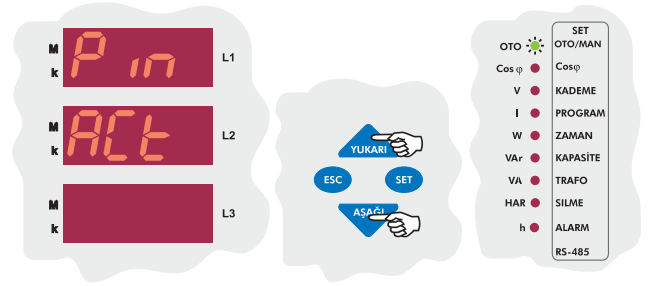 M
k
P in
L1
M
k
ACt
L2
M
k
L3
YUKARI
ESC
SET
AŞAĞI
SET
OTO OTO/MAN
Cos φ Cosφ
V KADEME
I PROGRAM
W ZAMAN
VAr KAPASİTE
VA TRAFO
HAR SILME
h ALARM
RS-485